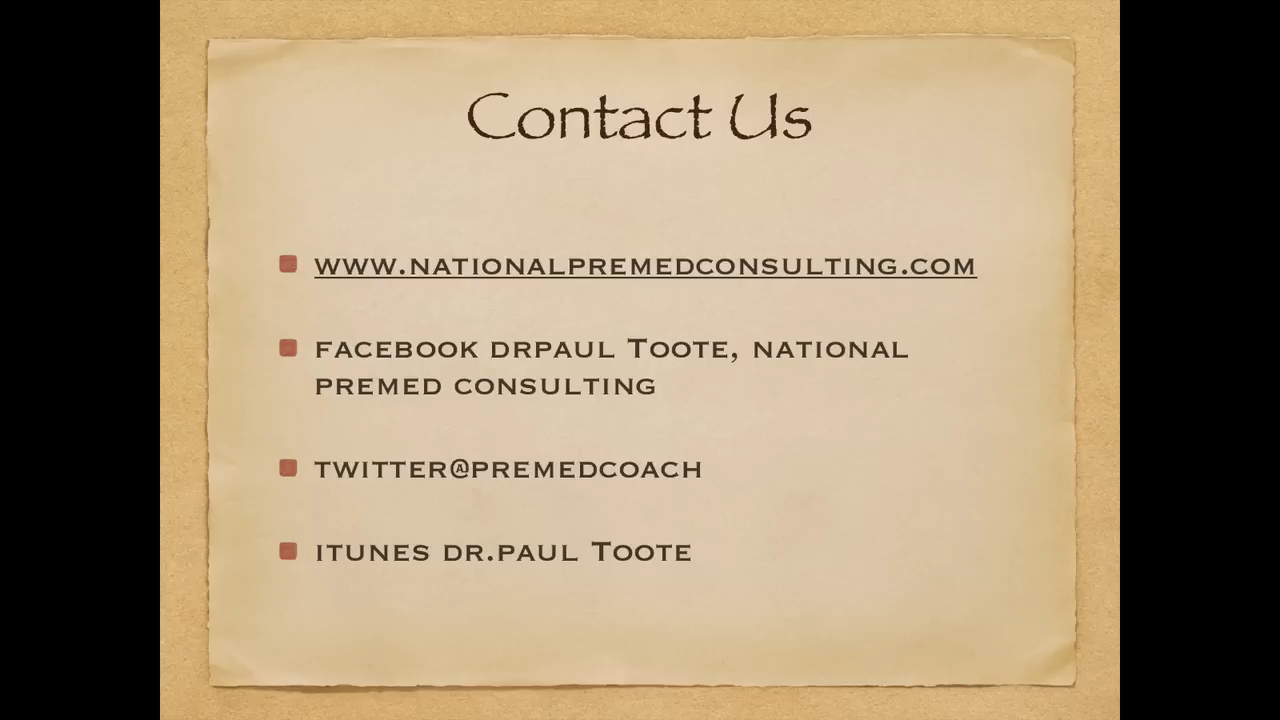 Contact Us
www.nationalpremedconsulting.com
facebook drpaul Toote, national
premed consulting
twitter@premedcoach
itunes dr.paul Toote